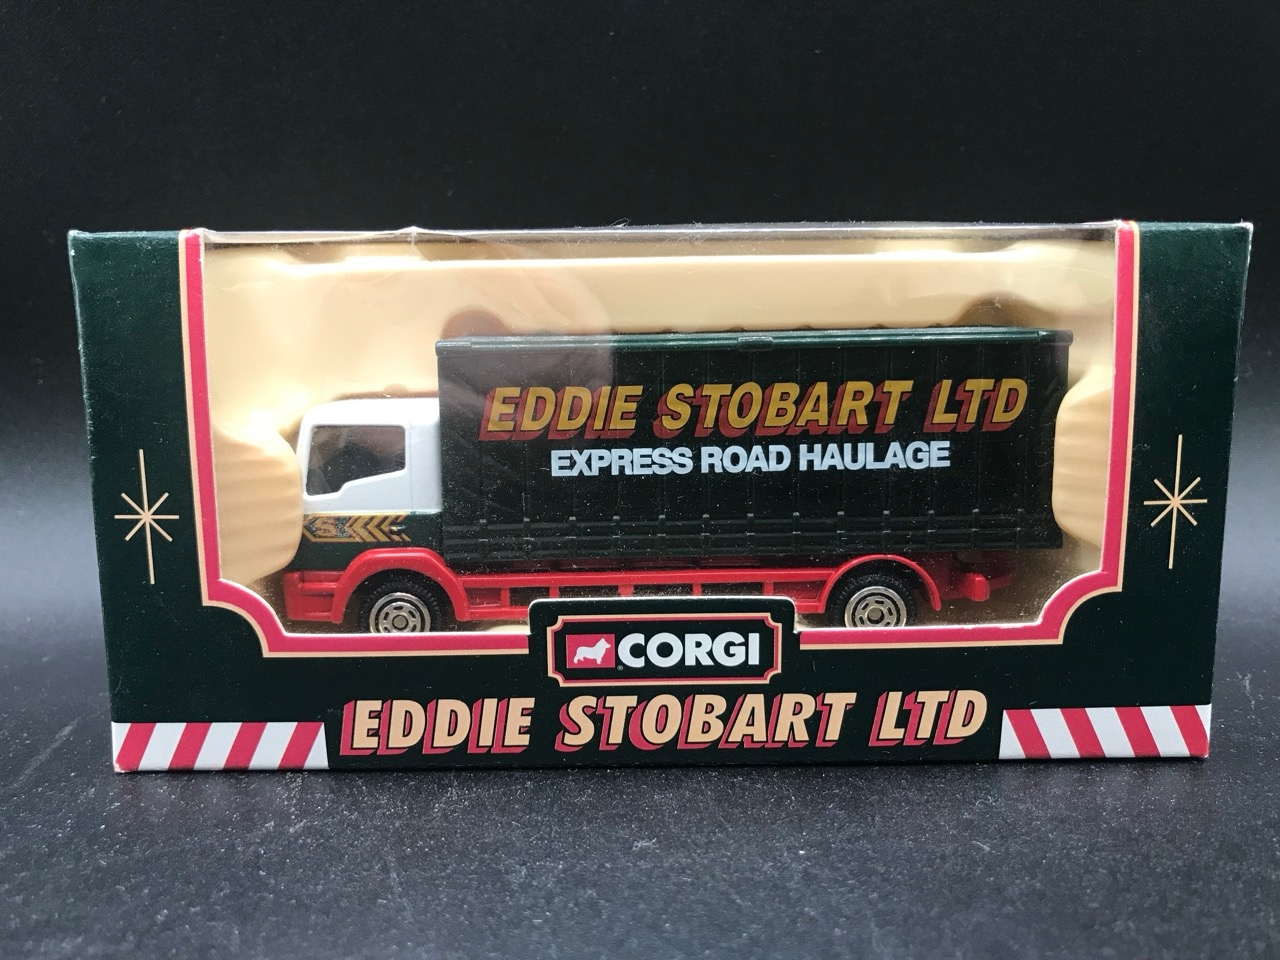 EDDIE STOBART LTD
EXPRESS ROAD HAULAGE
S
CORGI
EDDIE STOBART LTD